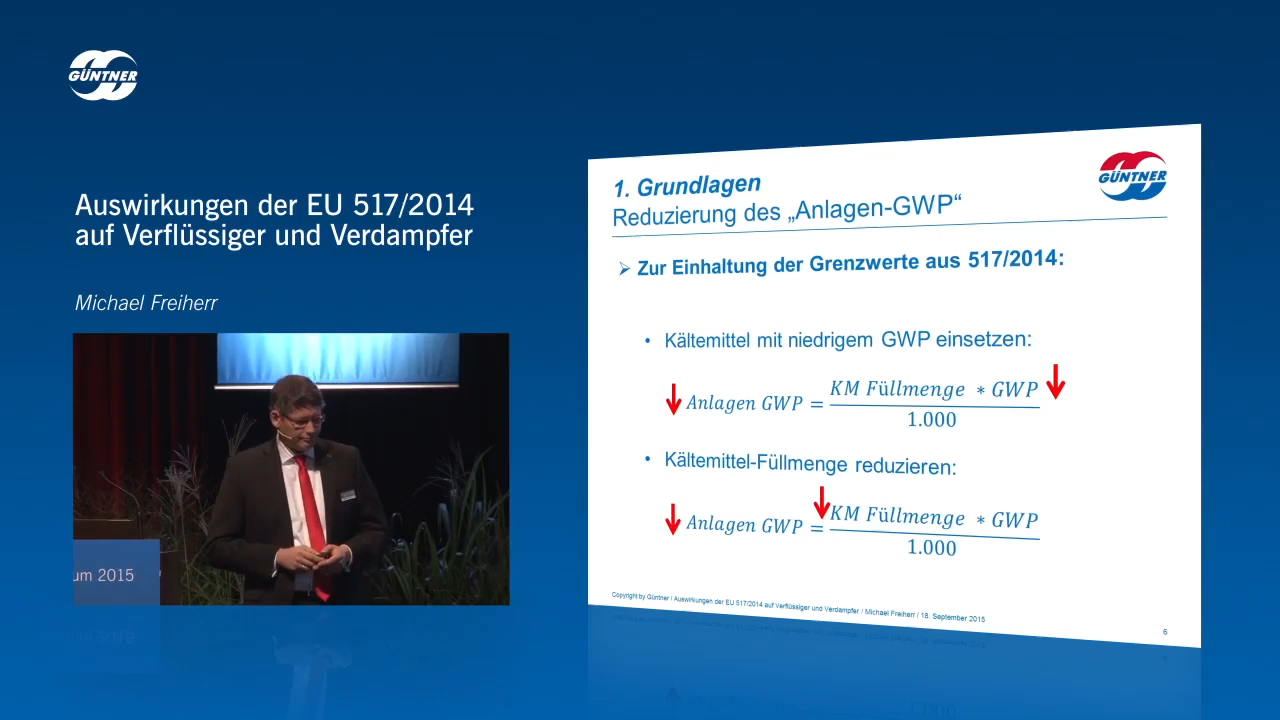 GÜNTNER
Auswirkungen der EU 517/2014
auf Verflüssiger und Verdampfer
Michael Freiherr
um 2015
GÜNTNER
1. Grundlagen
Reduzierung des „Anlagen-GWP“
➢ Zur Einhaltung der Grenzwerte aus 517/2014:
• Kältemittel mit niedrigem GWP einsetzen:
↓ Anlagen GWP = KM Füllmenge * GWP ↓
1.000
• Kältemittel-Füllmenge reduzieren:
↓ Anlagen GWP = ↓ KM Füllmenge * GWP
1.000
Copyright by Güntner / Auswirkungen der EU 517/2014 auf Verflüssiger und Verdampfer / Michael Freiherr / 18. September 2015
6